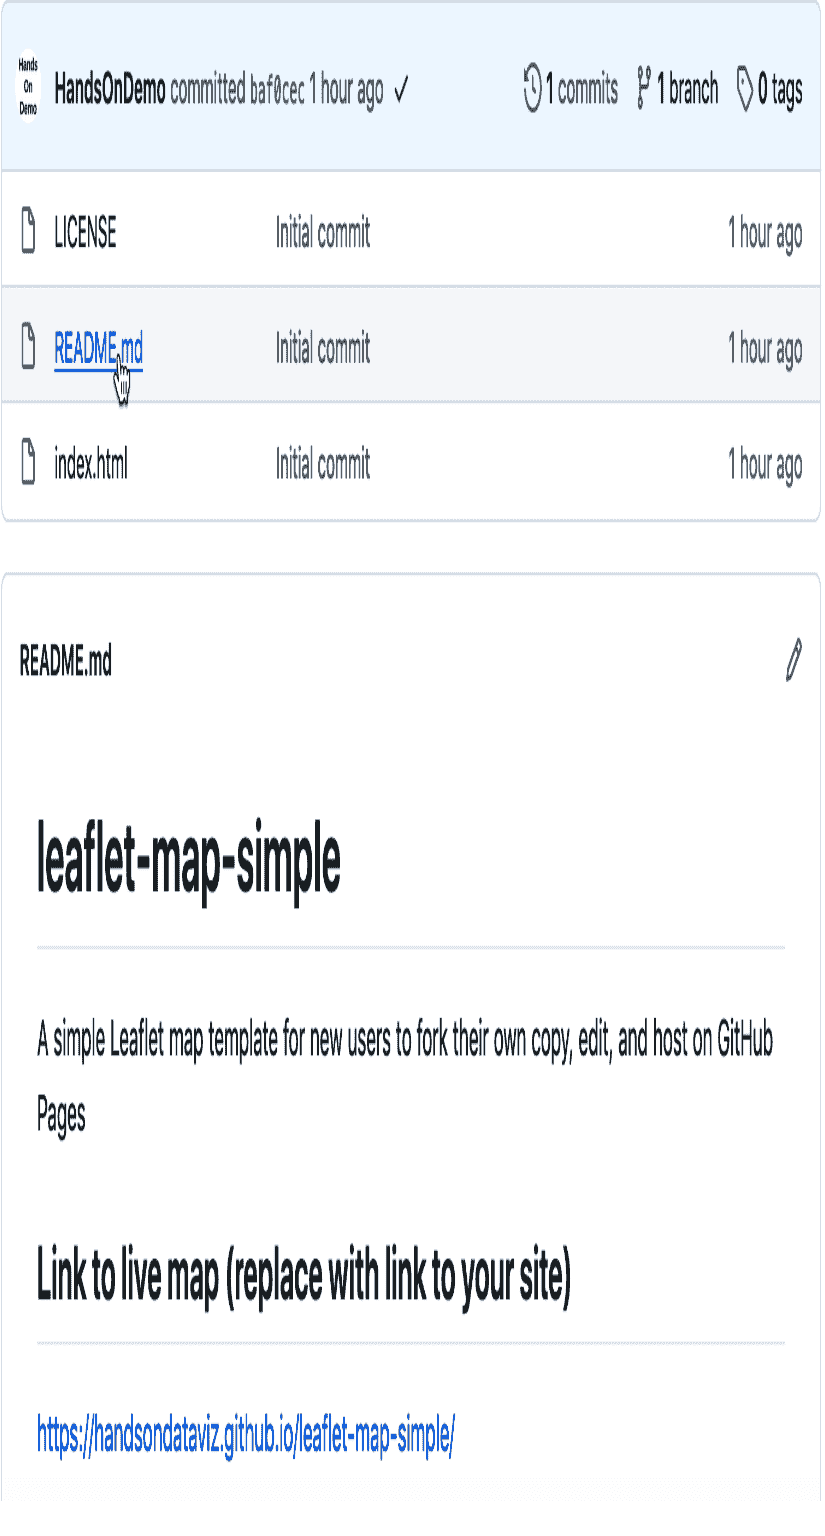 Hands
On
Demo
HandsOnDemo committed baf0cec 1 hour ago ✓ 1 commits 1 branch 0 tags
LICENSE Initial commit 1 hour ago
README.md Initial commit 1 hour ago
index.html Initial commit 1 hour ago
README.md
leaflet-map-simple
A simple Leaflet map template for new users to fork their own copy, edit, and host on GitHub
Pages
Link to live map (replace with link to your site)
https://handsondataviz.github.io/leaflet-map-simple/